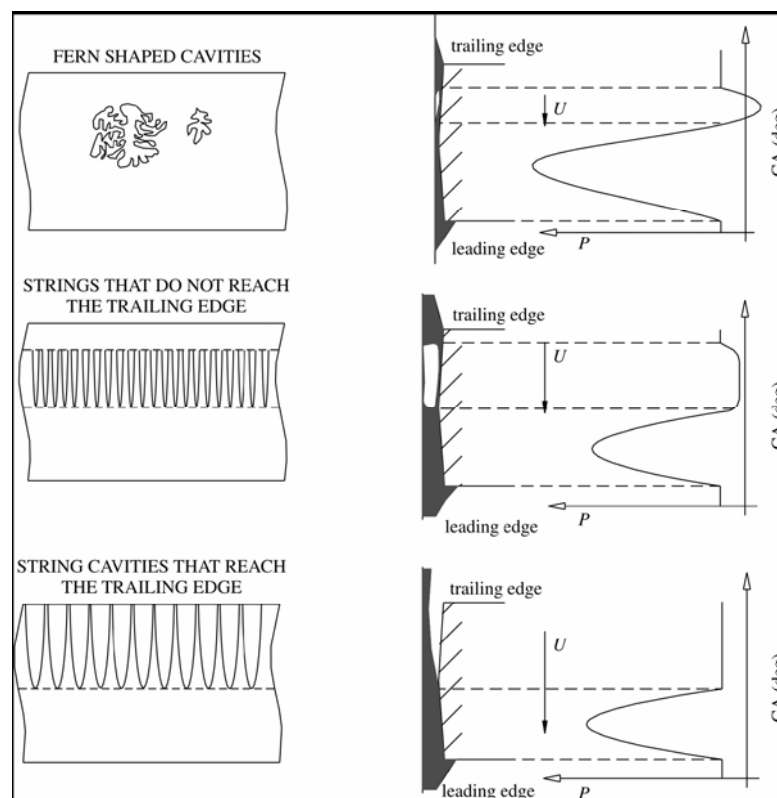 FERN SHAPED CAVITIES
trailing edge
U
P
leading edge
CA (deg)
STRINGS THAT DO NOT REACH
THE TRAILING EDGE
trailing edge
U
P
leading edge
CA (deg)
STRING CAVITIES THAT REACH
THE TRAILING EDGE
trailing edge
U
P
leading edge
CA (deg)